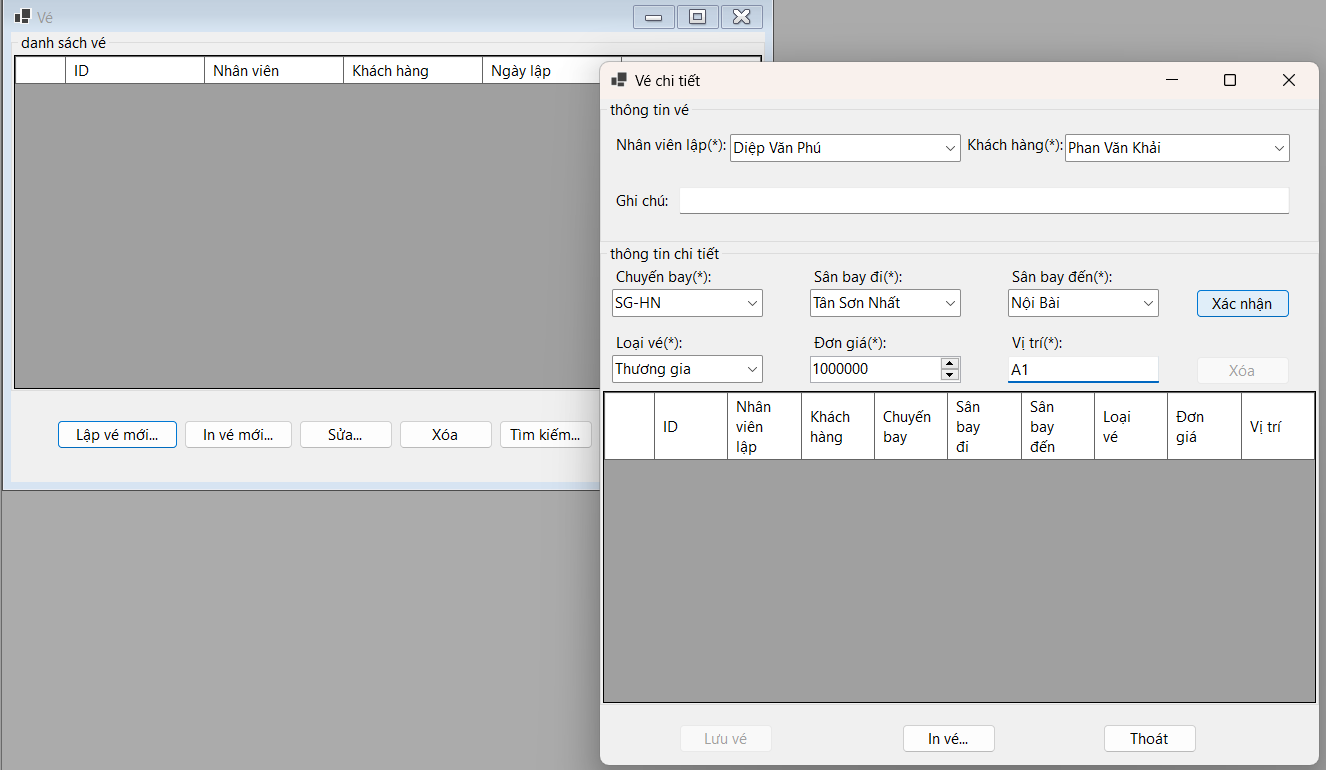 Vé
danh sách vé
ID Nhân viên Khách hàng Ngày lập
Lập vé mới... In vé mới... Sửa... Xóa Tìm kiếm...
Vé chi tiết
thông tin vé
Nhân viên lập(*): Diệp Văn Phú Khách hàng(*): Phan Văn Khải
Ghi chú:
thông tin chi tiết
Chuyến bay(*): Sân bay đi(*): Sân bay đến(*):
SG-HN Tân Sơn Nhất Nội Bài Xác nhận
Loại vé(*): Đơn giá(*): Vị trí(*):
Thương gia 1000000 A1 Xóa
ID Nhân viên lập Khách hàng Chuyến bay Sân bay đi Sân bay đến Loại vé Đơn giá Vị trí
Lưu vé In vé... Thoát